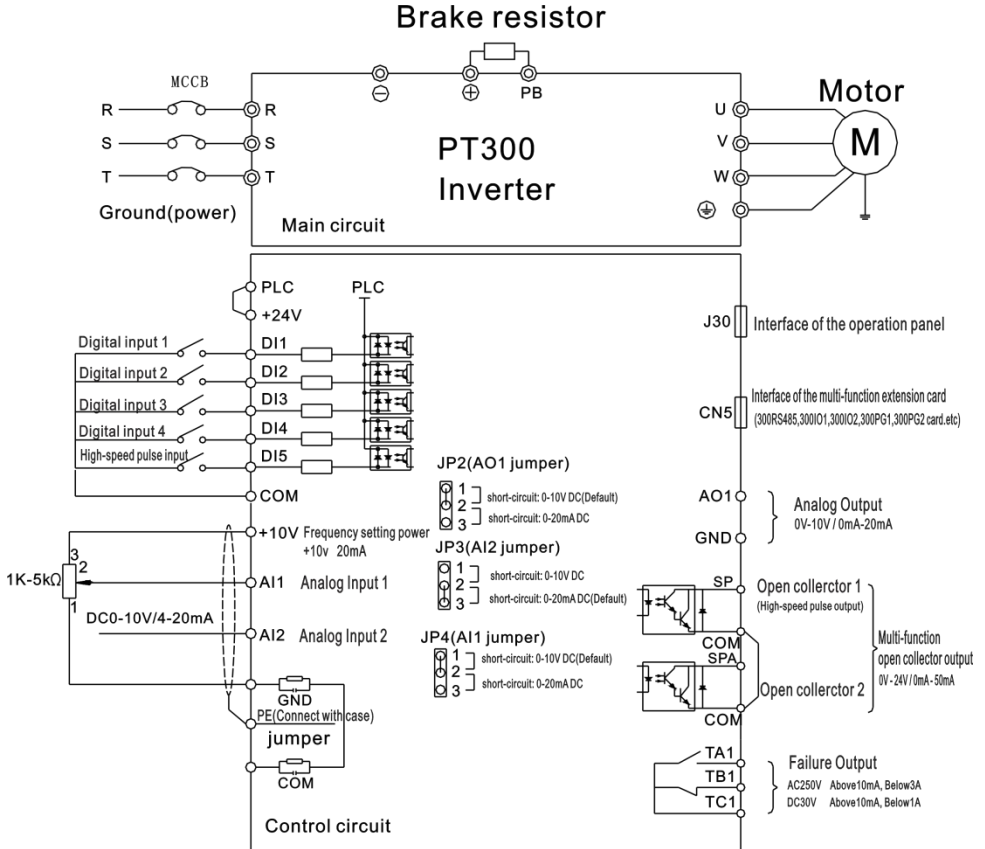 Brake resistor
MCCB
R
R
S
S
T
T
Ground(power)
⊖
⊕
PB
PT300
Inverter
Main circuit
U
V
W
Motor
M
PLC
PLC
+24V
Digital input 1
DI1
Digital input 2
DI2
Digital input 3
DI3
Digital input 4
DI4
High-speed pulse input
DI5
COM
+10V Frequency setting power
+10v 20mA
3
2
1
1K-5kΩ
AI1 Analog Input 1
DC0-10V/4-20mA
AI2 Analog Input 2
GND
PE(Connect with case)
jumper
COM
Control circuit
JP2(AO1 jumper)
1
2
3
short-circuit: 0-10V DC(Default)
short-circuit: 0-20mA DC
JP3(AI2 jumper)
1
2
3
short-circuit: 0-10V DC
short-circuit: 0-20mA DC(Default)
JP4(AI1 jumper)
1
2
3
short-circuit: 0-10V DC(Default)
short-circuit: 0-20mA DC
J30 Interface of the operation panel
CN5
Interface of the multi-function extension card
(300RS485,300IO1,300IO2,300PG1,300PG2 card.etc)
AO1
GND
Analog Output
0V-10V / 0mA-20mA
SP
Open collerctor 1
(High-speed pulse output)
COM
SPA
Open collerctor 2
COM
Multi-function
open collector output
0V - 24V / 0mA - 50mA
TA1
TB1
TC1
Failure Output
AC250V Above10mA, Below3A
DC30V Above10mA, Below1A